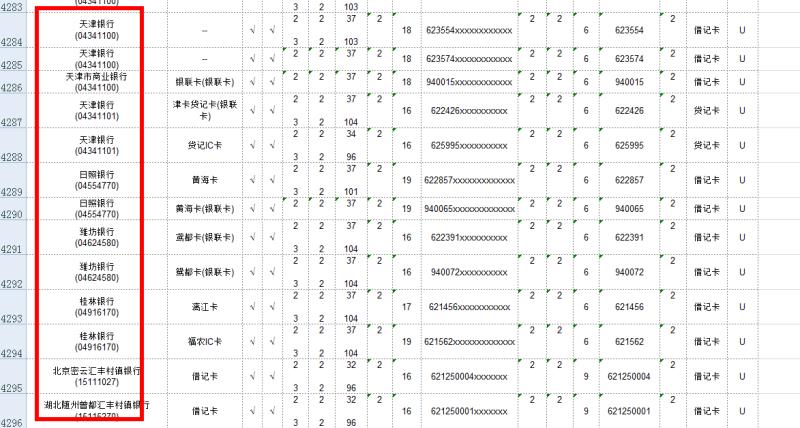 4283 (04341100) 3 2 103
天津银行 2 2 37 2 2 2 2
(04341100) -- √ √ 18 623554xxxxxxxxxxxx 6 623554 借记卡 U
4284 3 2 103
天津银行 2 2 37 2 2 2 2
4285 (04341100) -- √ √ 18 623574xxxxxxxxxxxx 6 623574 借记卡 U
天津市商业银行 2 2 37 2 2 2 2
4286 (04341100) 银联卡(银联卡) √ √ 18 940015xxxxxxxxxxxx 6 940015 借记卡 U
天津银行 津卡贷记卡(银联 2 2 37 2 2 2 2
(04341101) 卡) √ √ 16 622426xxxxxxxxxx 6 622426 贷记卡 U
4287 3 2 104
天津银行 2 2 34 2 2 2 2
(04341101) 贷记IC卡 √ √ 16 625995xxxxxxxxxx 6 625995 贷记卡 U
4288 3 2 96
日照银行 2 2 37 2 2 2 2
(04554770) 黄海卡 √ √ 19 622857xxxxxxxxxxxxx 6 622857 借记卡 U
4289 3 2 101
日照银行 2 2 37 2 2 2 2
4290 (04554770) 黄海卡(银联卡) √ √ 19 940065xxxxxxxxxxxxx 6 940065 借记卡 U
潍坊银行 2 2 37 2 2 2 2
(04624580) 鸢都卡(银联卡) √ √ 16 622391xxxxxxxxxx 6 622391 借记卡 U
4291 3 2 104
潍坊银行 2 2 37 2 2 2 2
(04624580) 鸳都卡(银联卡) √ √ 16 940072xxxxxxxxxx 6 940072 借记卡 U
4292 3 2 104
桂林银行 2 2 37 2 2 2 2
(04916170) 漓江卡 √ √ 17 621456xxxxxxxxxxx 6 621456 借记卡 U
4293 3 2 104
桂林银行 2 2 37 2 2 2 2
(04916170) 福农IC卡 √ √ 19 621562xxxxxxxxxxxxx 6 621562 借记卡 U
4294 3 2 104
北京密云汇丰村镇银行 2 2 32 2 2 2 2
(15111027) 借记卡 √ √ 16 621250004xxxxxxx 9 621250004 借记卡 U
4295 3 2 96
湖北随州曾都汇丰村镇银行 2 2 32 2 2 2 2
(15115270) 借记卡 √ √ 16 621250001xxxxxxx 9 621250001 借记卡 U
4296 3 2 96